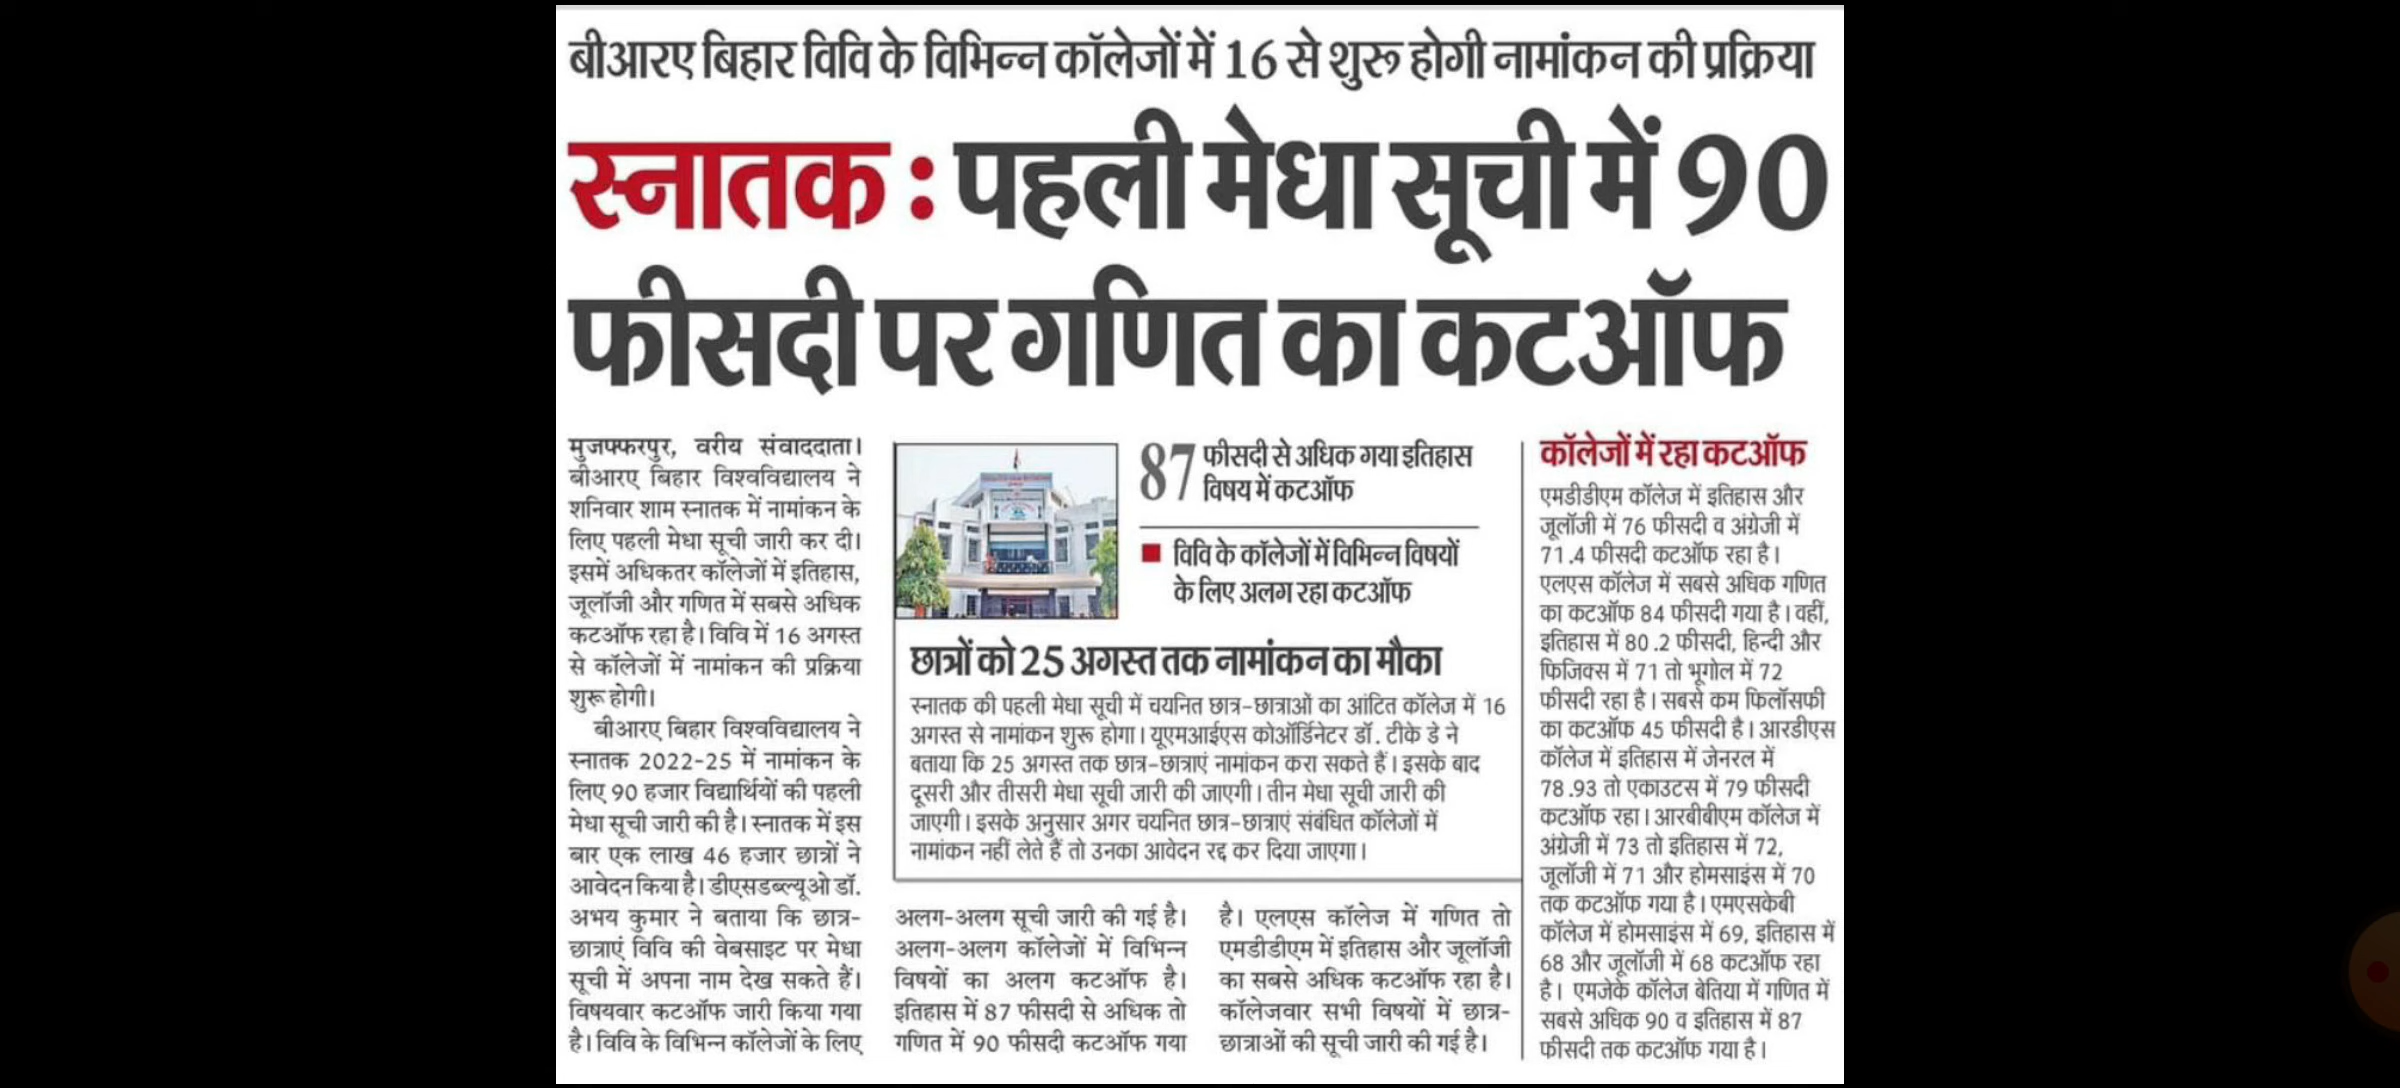 बीआरए बिहार विवि के विभिन्न कॉलेजों में 16 से शुरू होगी नामांकन की प्रक्रिया
स्नातक : पहली मेधा सूची में 90
फीसदी पर गणित का कटऑफ
मुजफ्फरपुर, वरीय संवाददाता।
बीआरए बिहार विश्वविद्यालय ने
शनिवार शाम स्नातक में नामांकन के
लिए पहली मेधा सूची जारी कर दी।
इसमें अधिकतर कॉलेजों में इतिहास,
जूलॉजी और गणित में सबसे अधिक
कटऑफ रहा है। विवि में 16 अगस्त
से कॉलेजों में नामांकन की प्रक्रिया
शुरू होगी।
बीआरए बिहार विश्वविद्यालय ने
स्नातक 2022-25 में नामांकन के
लिए 90 हजार विद्यार्थियों की पहली
मेधा सूची जारी की है। स्नातक में इस
बार एक लाख 46 हजार छात्रों ने
आवेदन किया है। डीएसडब्ल्यूओ डॉ.
अभय कुमार ने बताया कि छात्र-
छात्राएं विवि की वेबसाइट पर मेधा
सूची में अपना नाम देख सकते हैं।
विषयवार कटऑफ जारी किया गया
है। विवि के विभिन्न कॉलेजों के लिए
87 फीसदी से अधिक गया इतिहास
विषय में कटऑफ
विवि के कॉलेजों में विभिन्न विषयों
के लिए अलग रहा कटऑफ
छात्रों को 25 अगस्त तक नामांकन का मौका
स्नातक की पहली मेधा सूची में चयनित छात्र-छात्राओं का आंटित कॉलेज में 16
अगस्त से नामांकन शुरू होगा। यूएमआईएस कोऑर्डिनेटर डॉ. टीके डे ने
बताया कि 25 अगस्त तक छात्र-छात्राएं नामांकन करा सकते हैं। इसके बाद
दूसरी और तीसरी मेधा सूची जारी की जाएगी। तीन मेधा सूची जारी की
जाएगी। इसके अनुसार अगर चयनित छात्र-छात्राएं संबंधित कॉलेजों में
नामांकन नहीं लेते हैं तो उनका आवेदन रद्द कर दिया जाएगा।
अलग-अलग सूची जारी की गई है।
अलग-अलग कॉलेजों में विभिन्न
विषयों का अलग कटऑफ है।
इतिहास में 87 फीसदी से अधिक तो
गणित में 90 फीसदी कटऑफ गया
है। एलएस कॉलेज में गणित तो
एमडीडीएम में इतिहास और जूलॉजी
का सबसे अधिक कटऑफ रहा है।
कॉलेजवार सभी विषयों में छात्र-
छात्राओं की सूची जारी की गई है।
कॉलेजों में रहा कटऑफ
एमडीडीएम कॉलेज में इतिहास और
जूलॉजी में 76 फीसदी व अंग्रेजी में
71.4 फीसदी कटऑफ रहा है।
एलएस कॉलेज में सबसे अधिक गणित
का कटऑफ 84 फीसदी गया है। वहीं,
इतिहास में 80.2 फीसदी, हिन्दी और
फिजिक्स में 71 तो भूगोल में 72
फीसदी रहा है। सबसे कम फिलॉसफी
का कटऑफ 45 फीसदी है। आरडीएस
कॉलेज में इतिहास में जेनरल में
78.93 तो एकाउटस में 79 फीसदी
कटऑफ रहा। आरबीबीएम कॉलेज में
अंग्रेजी में 73 तो इतिहास में 72,
जूलॉजी में 71 और होमसाइंस में 70
तक कटऑफ गया है। एमएसकेबी
कॉलेज में होमसाइंस में 69, इतिहास में
68 और जूलॉजी में 68 कटऑफ रहा
है। एमजेके कॉलेज बेतिया में गणित में
सबसे अधिक 90 व इतिहास में 87
फीसदी तक कटऑफ गया है।